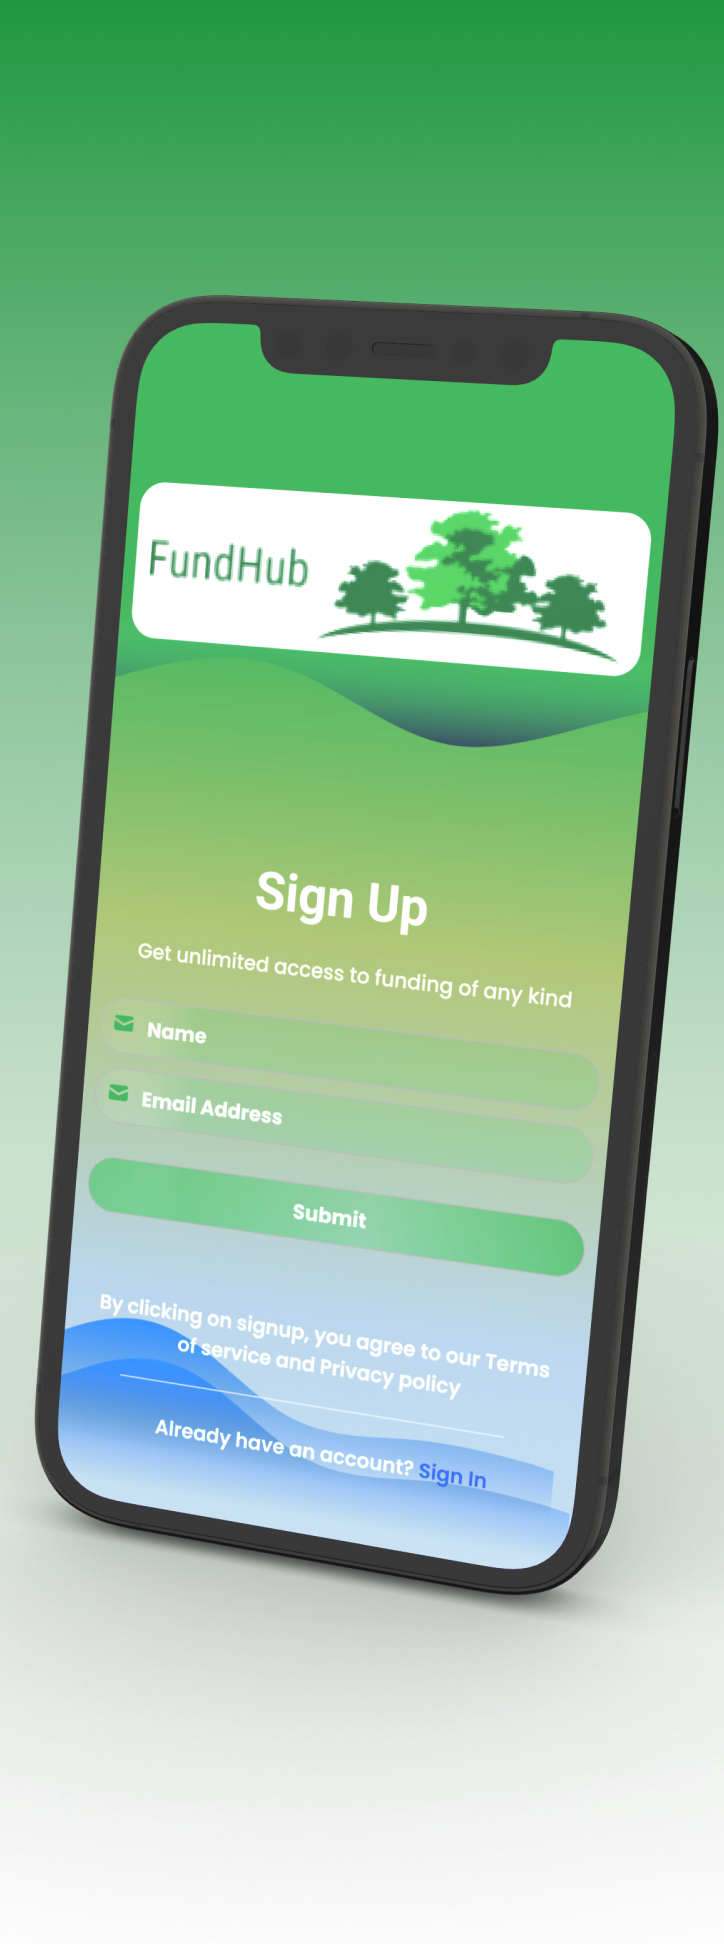 FundHub
Sign Up
Get unlimited access to funding of any kind
Name
Email Address
Submit
By clicking on signup, you agree to our Terms
of service and Privacy policy
Already have an account? Sign In